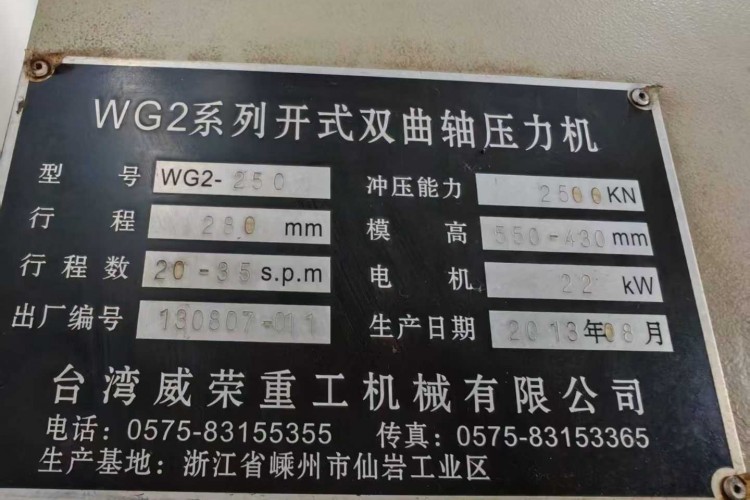 WG2系列开式双曲轴压力机
型 号 WG2-250 冲压能力 2500KN
行 程 280 mm 模 高 550-430mm
行程数 20-35 s.p.m 电 机 22 kW
出厂编号 130807-011 生产日期 2013年08月
台湾威荣重工机械有限公司
电话：0575-83155355 传真：0575-83153365
生产基地：浙江省嵊州市仙岩工业区